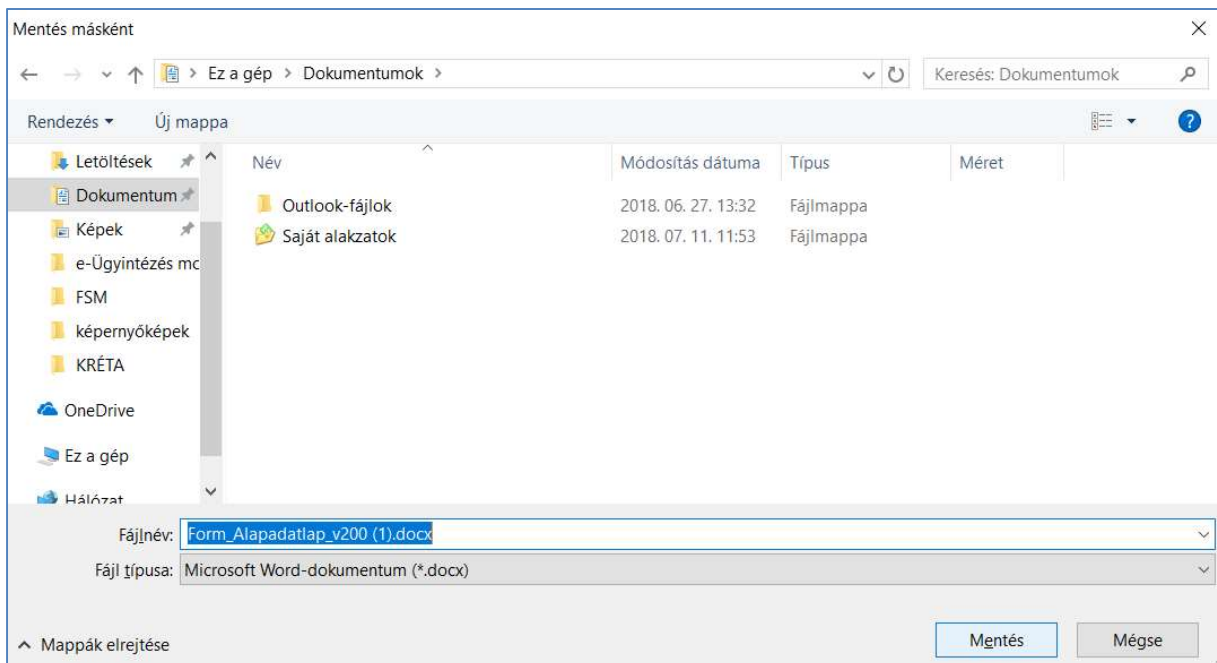 Mentés másként
Ez a gép > Dokumentumok >
Keresés: Dokumentumok
Rendezés
Új mappa
Letöltések
Dokumentum
Képek
e-Ügyintézés mc
FSM
képernyőképek
KRÉTA
OneDrive
Ez a gép
Hálózat
Név Módosítás dátuma Típus Méret
Outlook-fájlok 2018. 06. 27. 13:32 Fájlmappa
Saját alakzatok 2018. 07. 11. 11:53 Fájlmappa
Fájlnév: Form_Alapadatlap_v200 (1).docx
Fájl típusa: Microsoft Word-dokumentum (*.docx)
Mappák elrejtése
Mentés
Mégse